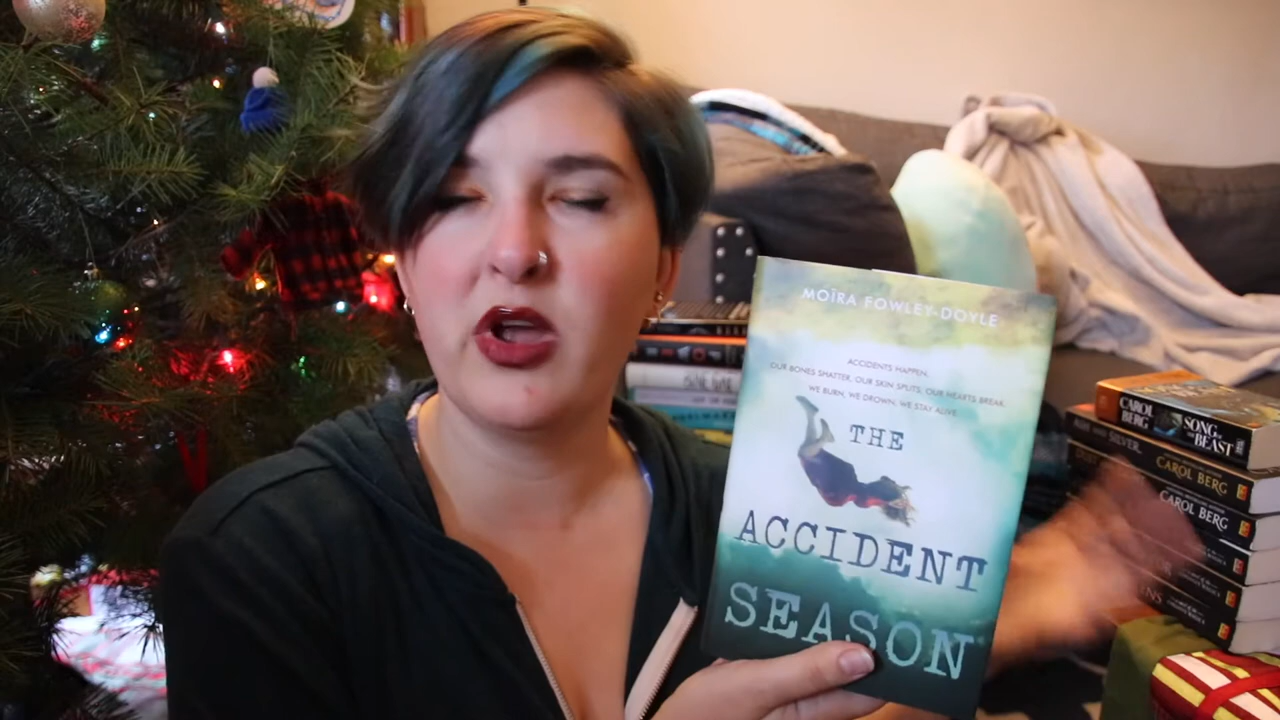 MOÏRA FOWLEY-DOYLE
ACCIDENTS HAPPEN.
OUR BONES SHATTER, OUR SKIN SPLITS, OUR HEARTS BREAK.
WE BURN, WE DROWN, WE STAY ALIVE.
THE
ACCIDENT
SEASON
CAROL BERG
SONG of the BEAST
SILVER
CAROL BERG
CAROL BERG